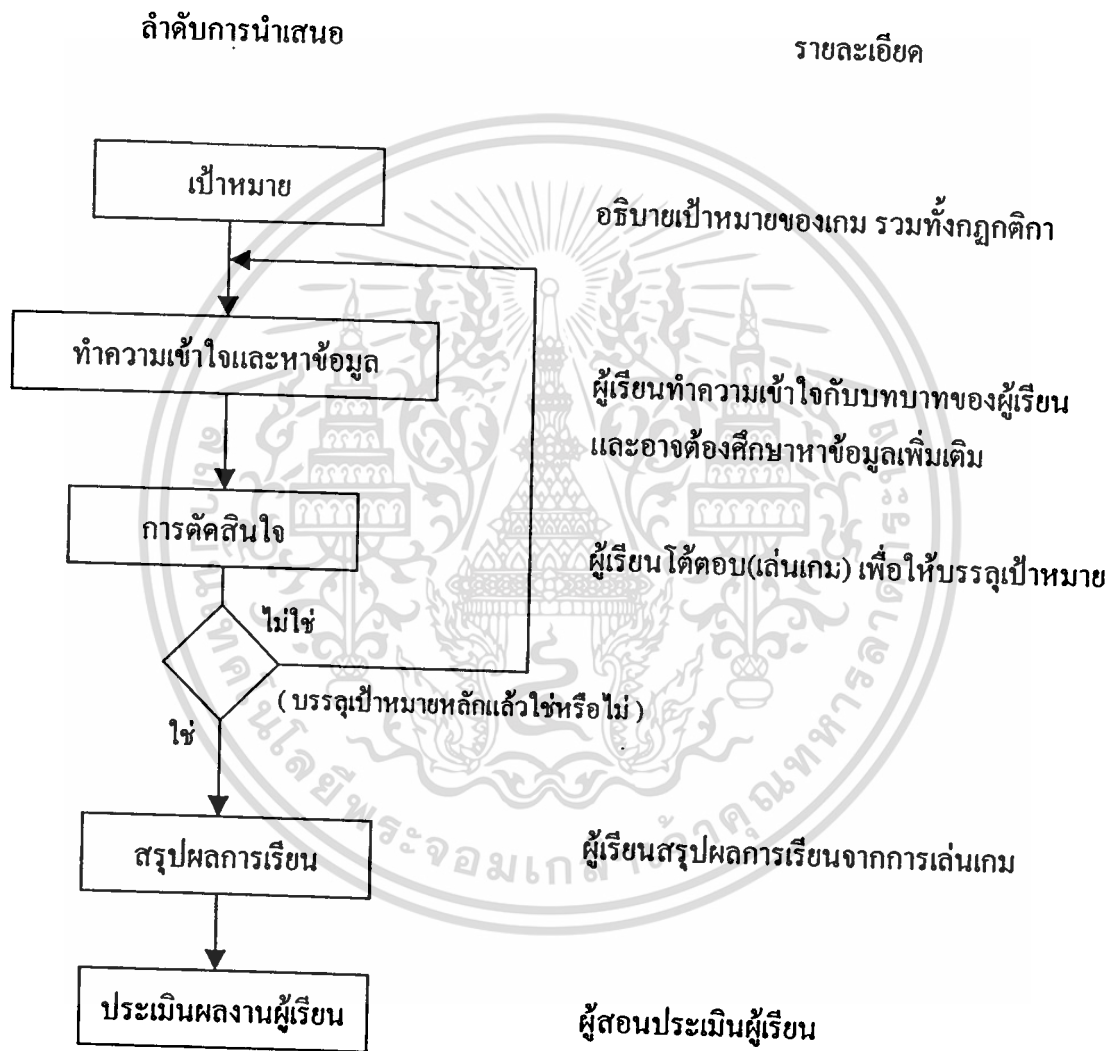 ลำดับการนำเสนอ
รายละเอียด
เป้าหมาย
อธิบายเป้าหมายของเกม รวมทั้งกฎกติกา
ทำความเข้าใจและหาข้อมูล
ผู้เรียนทำความเข้าใจกับบทบาทของผู้เรียน
และอาจต้องศึกษาหาข้อมูลเพิ่มเติม
การตัดสินใจ
ผู้เรียนโต้ตอบ(เล่นเกม) เพื่อให้บรรลุเป้าหมาย
ไม่ใช่
( บรรลุเป้าหมายหลักแล้วใช่หรือไม่ )
ใช่
สรุปผลการเรียน
ผู้เรียนสรุปผลการเรียนจากการเล่นเกม
ประเมินผลงานผู้เรียน
ผู้สอนประเมินผู้เรียน